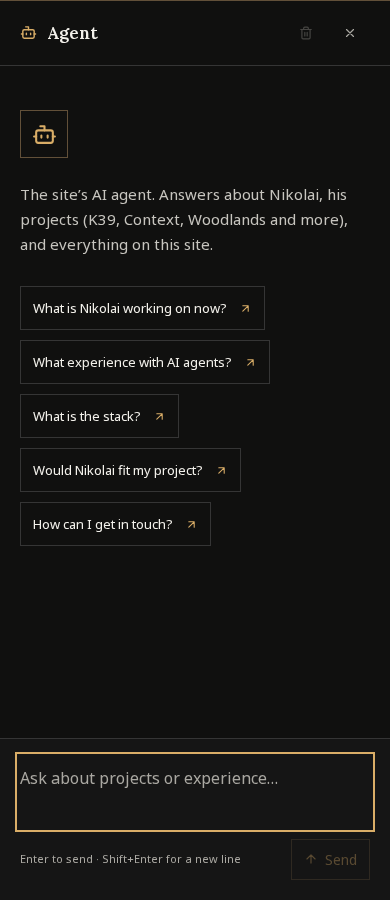 Agent
The site's AI agent. Answers about Nikolai, his
projects (K39, Context, Woodlands and more),
and everything on this site.
What is Nikolai working on now?
What experience with AI agents?
What is the stack?
Would Nikolai fit my project?
How can I get in touch?
Ask about projects or experience…
Enter to send · Shift+Enter for a new line
Send